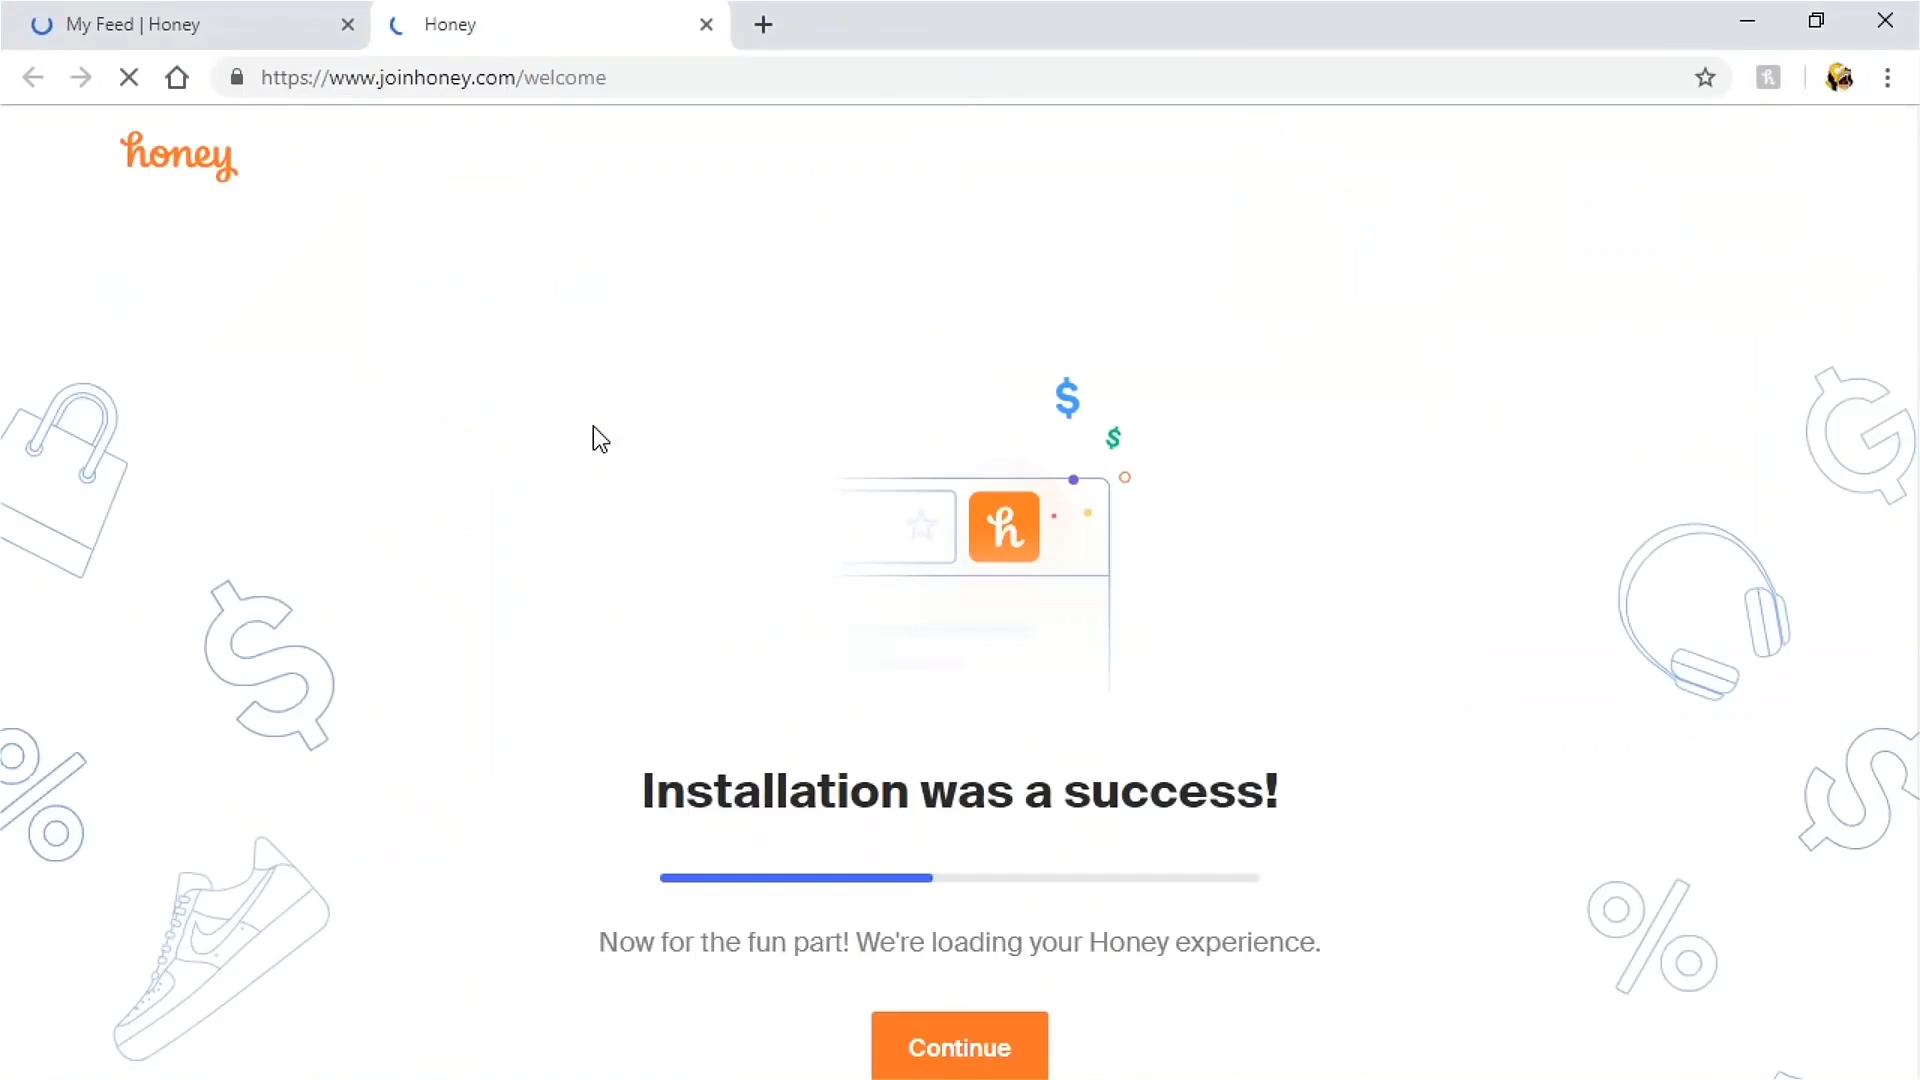 My Feed | Honey
Honey
https://www.joinhoney.com/welcome
honey
$
$
h
Installation was a success!
Now for the fun part! We're loading your Honey experience.
Continue